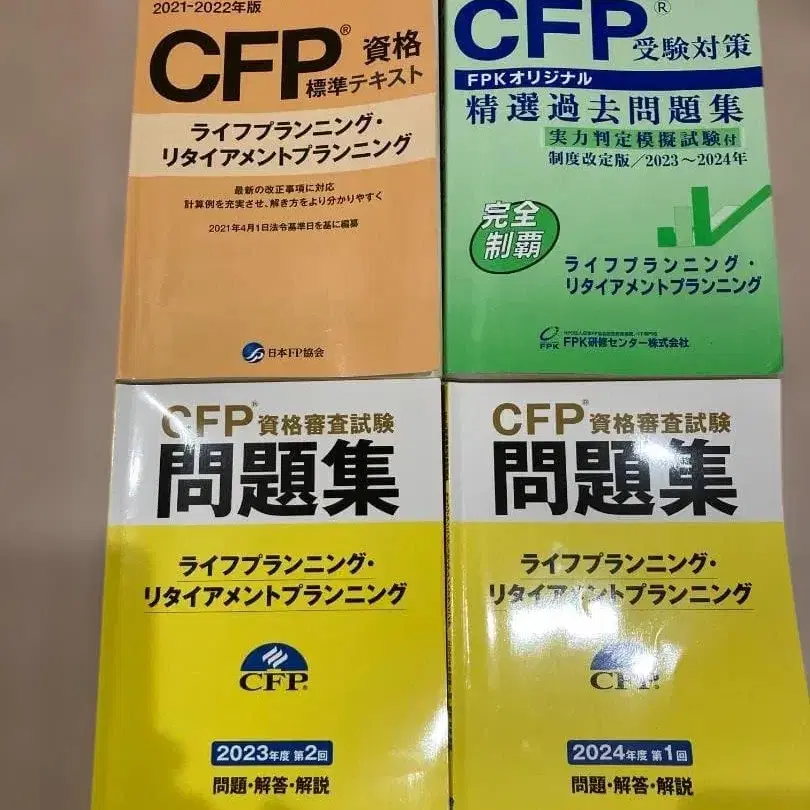 2021-2022年版
CFP®資格
標準テキスト
ライフプランニング・
リタイアメントプランニング
最新の改正事項に対応
計算例を充実させ、解き方をより分かりやすく
2021年4月1日法令基準日を基に編纂
日本FP協会
CFP®受験対策
FPKオリジナル
精選過去問題集
実力判定模擬試験付
制度改定版/2023~2024年
完全
制覇
ライフプランニング・
リタイアメントプランニング
FPK
FPK研修センター株式会社
CFP®資格審査試験
問題集
ライフプランニング・
リタイアメントプランニング
CFP®
2023年度 第2回
問題・解答・解説
CFP®資格審査試験
問題集
ライフプランニング・
リタイアメントプランニング
CFP®
2024年度 第1回
問題・解答・解説